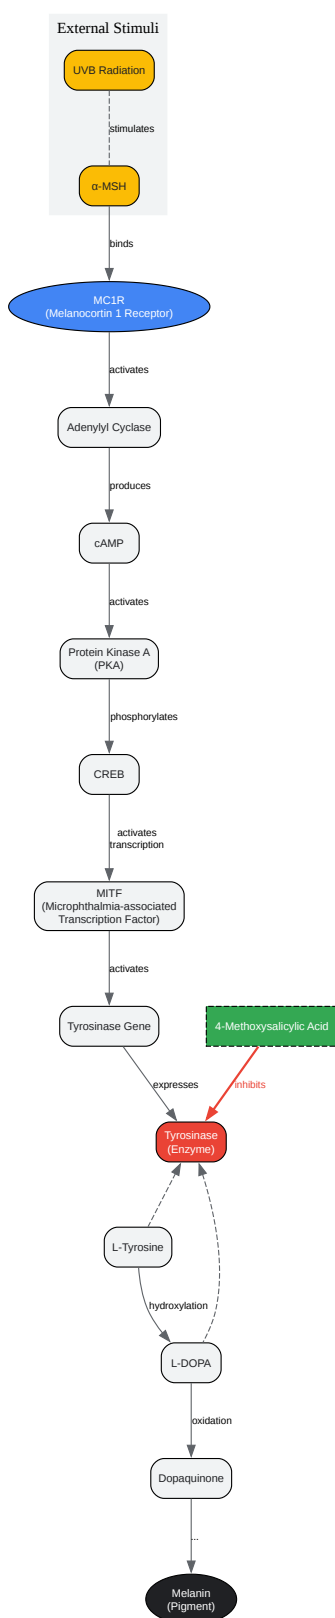 External Stimuli
UVB Radiation
stimulates
α-MSH
binds
MC1R
(Melanocortin 1 Receptor)
activates
Adenylyl Cyclase
produces
cAMP
activates
Protein Kinase A
(PKA)
phosphorylates
CREB
activates
transcription
MITF
(Microphthalmia-associated
Transcription Factor)
activates
Tyrosinase Gene
4-Methoxysalicylic Acid
expresses
inhibits
Tyrosinase
(Enzyme)
L-Tyrosine
hydroxylation
L-DOPA
oxidation
Dopaquinone
...
Melanin
(Pigment)